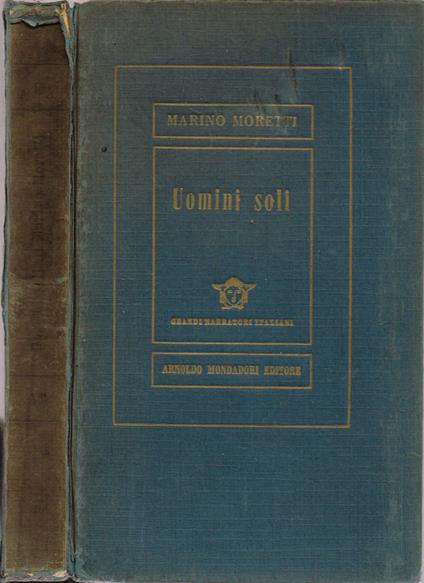 MARINO MORETTI
Uomini soli
GRANDI NARRATORI ITALIANI
ARNOLDO MONDADORI EDITORE